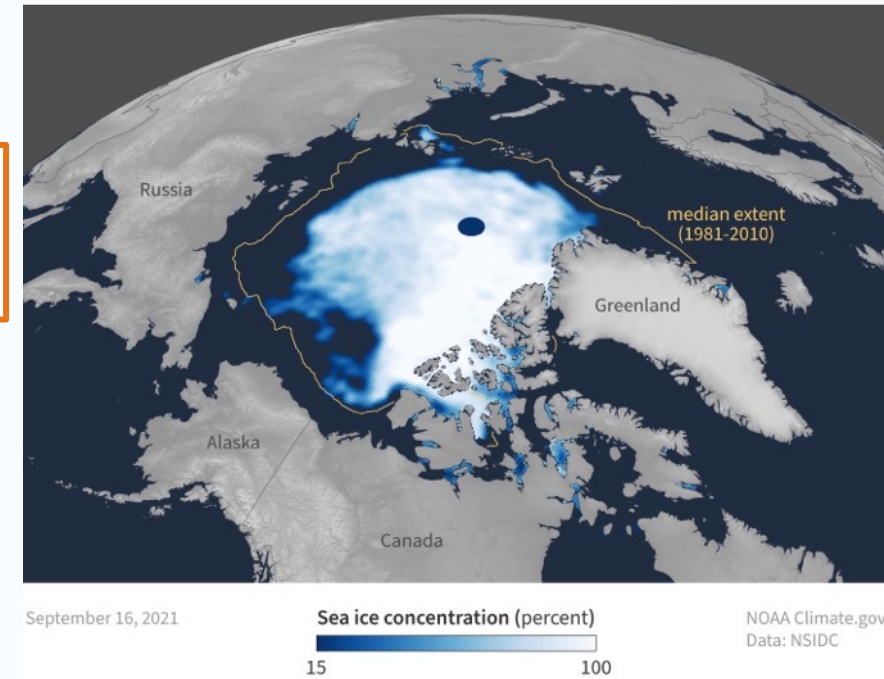 Russia
median extent
(1981-2010)
Greenland
Alaska
Canada
September 16, 2021
Sea ice concentration (percent)
NOAA Climate.gov
Data: NSIDC
15
100